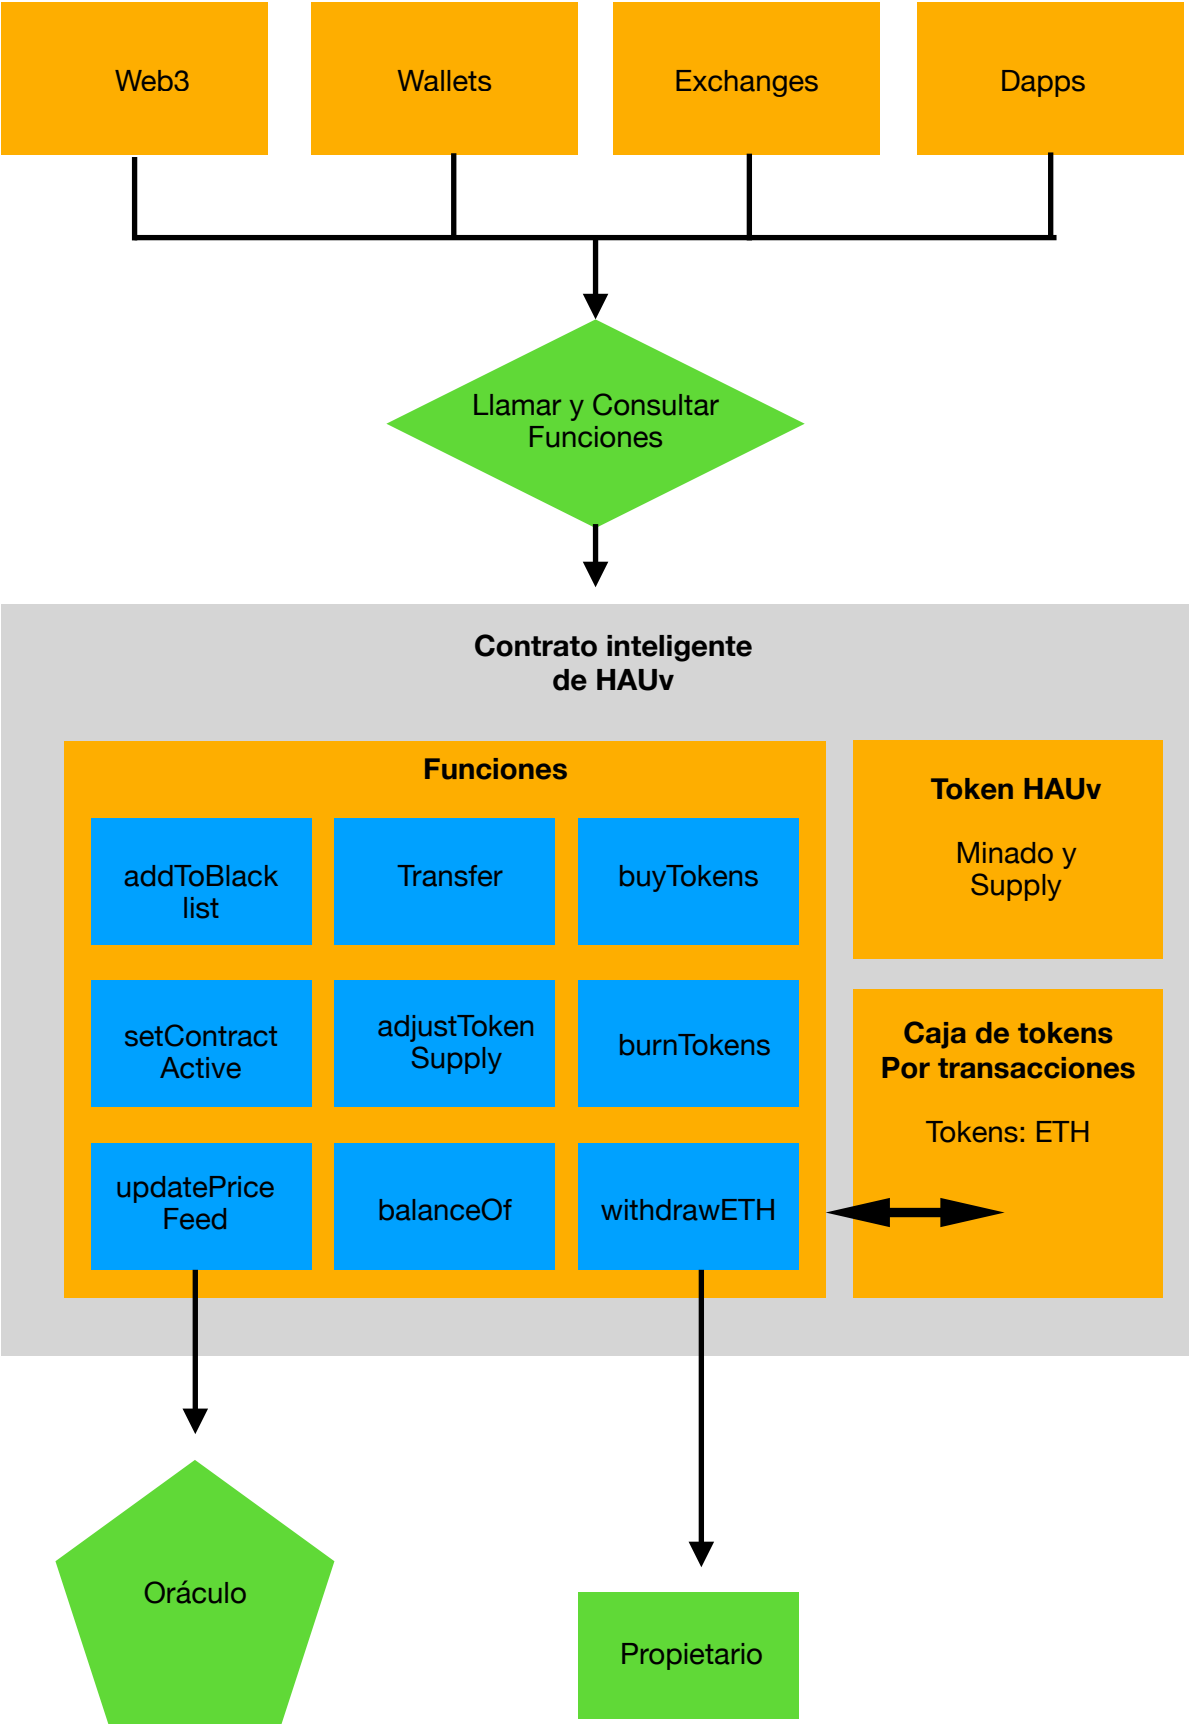 Web3
Wallets
Exchanges
Dapps
Llamar y Consultar
Funciones
Contrato inteligente
de HAUv
Funciones
addToBlack
list
Transfer
buyTokens
setContract
Active
adjustToken
Supply
burnTokens
updatePrice
Feed
balanceOf
withdrawETH
Token HAUv
Minado y
Supply
Caja de tokens
Por transacciones
Tokens: ETH
Oráculo
Propietario